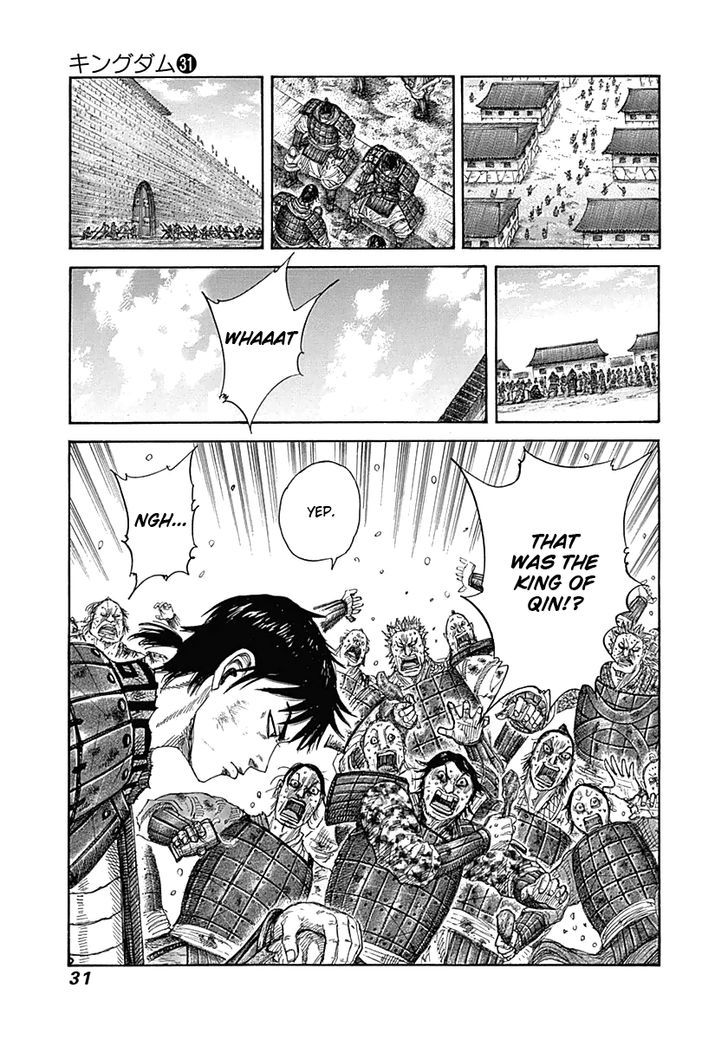 キングダム31
WHAAAT
THAT
WAS THE
KING OF
QIN!?
YEP.
NGH...
31